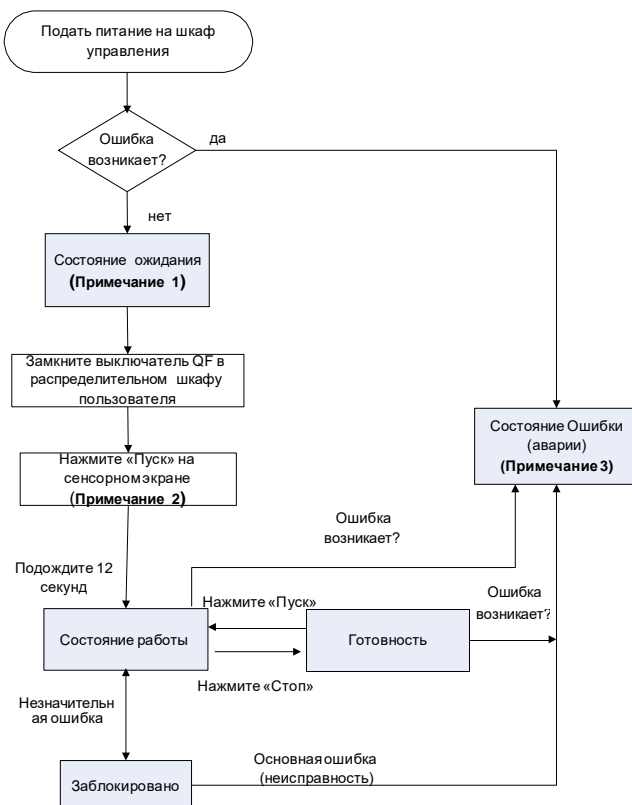 Подать питание на шкаф
управления
Ошибка
возникает?
да
нет
Состояние ожидания
(Примечание 1)
Замкните выключатель QF в
распределительном шкафу
пользователя
Нажмите «Пуск» на
сенсорном экране
(Примечание 2)
Состояние Ошибки
(аварии)
(Примечание 3)
Ошибка
возникает?
Подождите 12
секунд
Ошибка
возникает?
Нажмите «Пуск»
Состояние работы
Готовность
Нажмите «Стоп»
Незначительн
ая ошибка
Основная ошибка
(неисправность)
Заблокировано